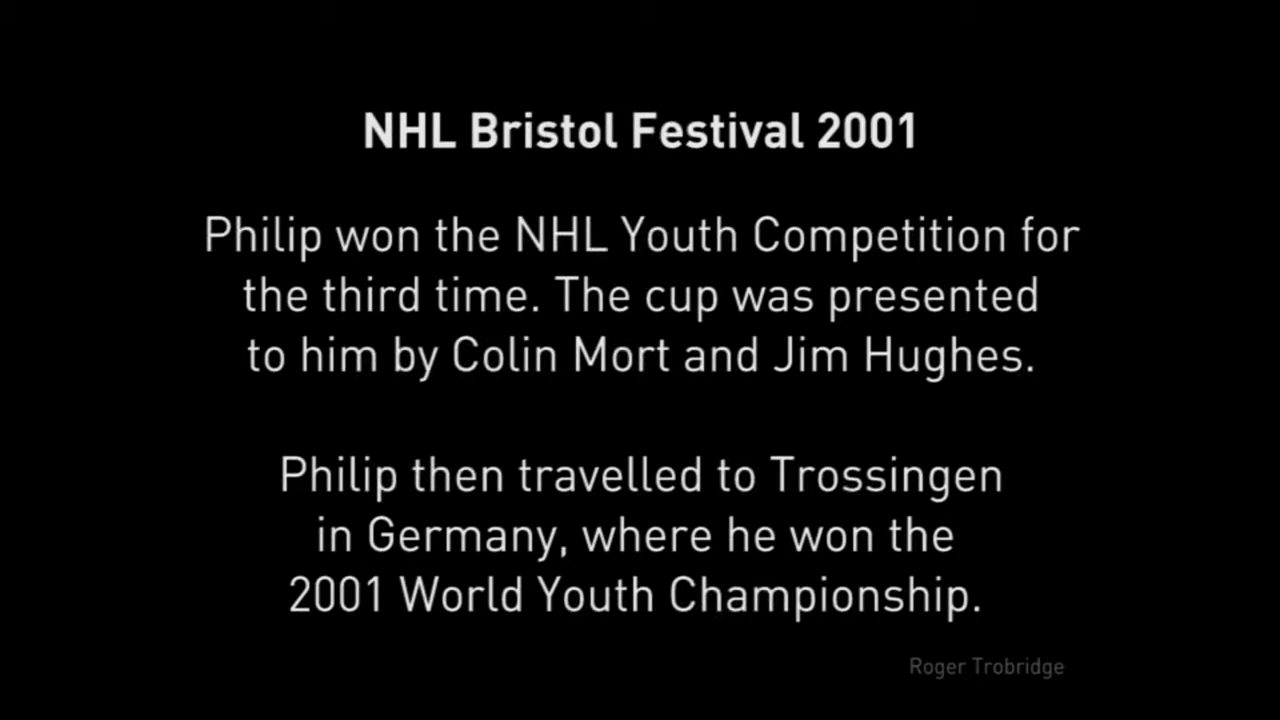 NHL Bristol Festival 2001
Philip won the NHL Youth Competition for
the third time. The cup was presented
to him by Colin Mort and Jim Hughes.
Philip then travelled to Trossingen
in Germany, where he won the
2001 World Youth Championship.
Roger Trobridge